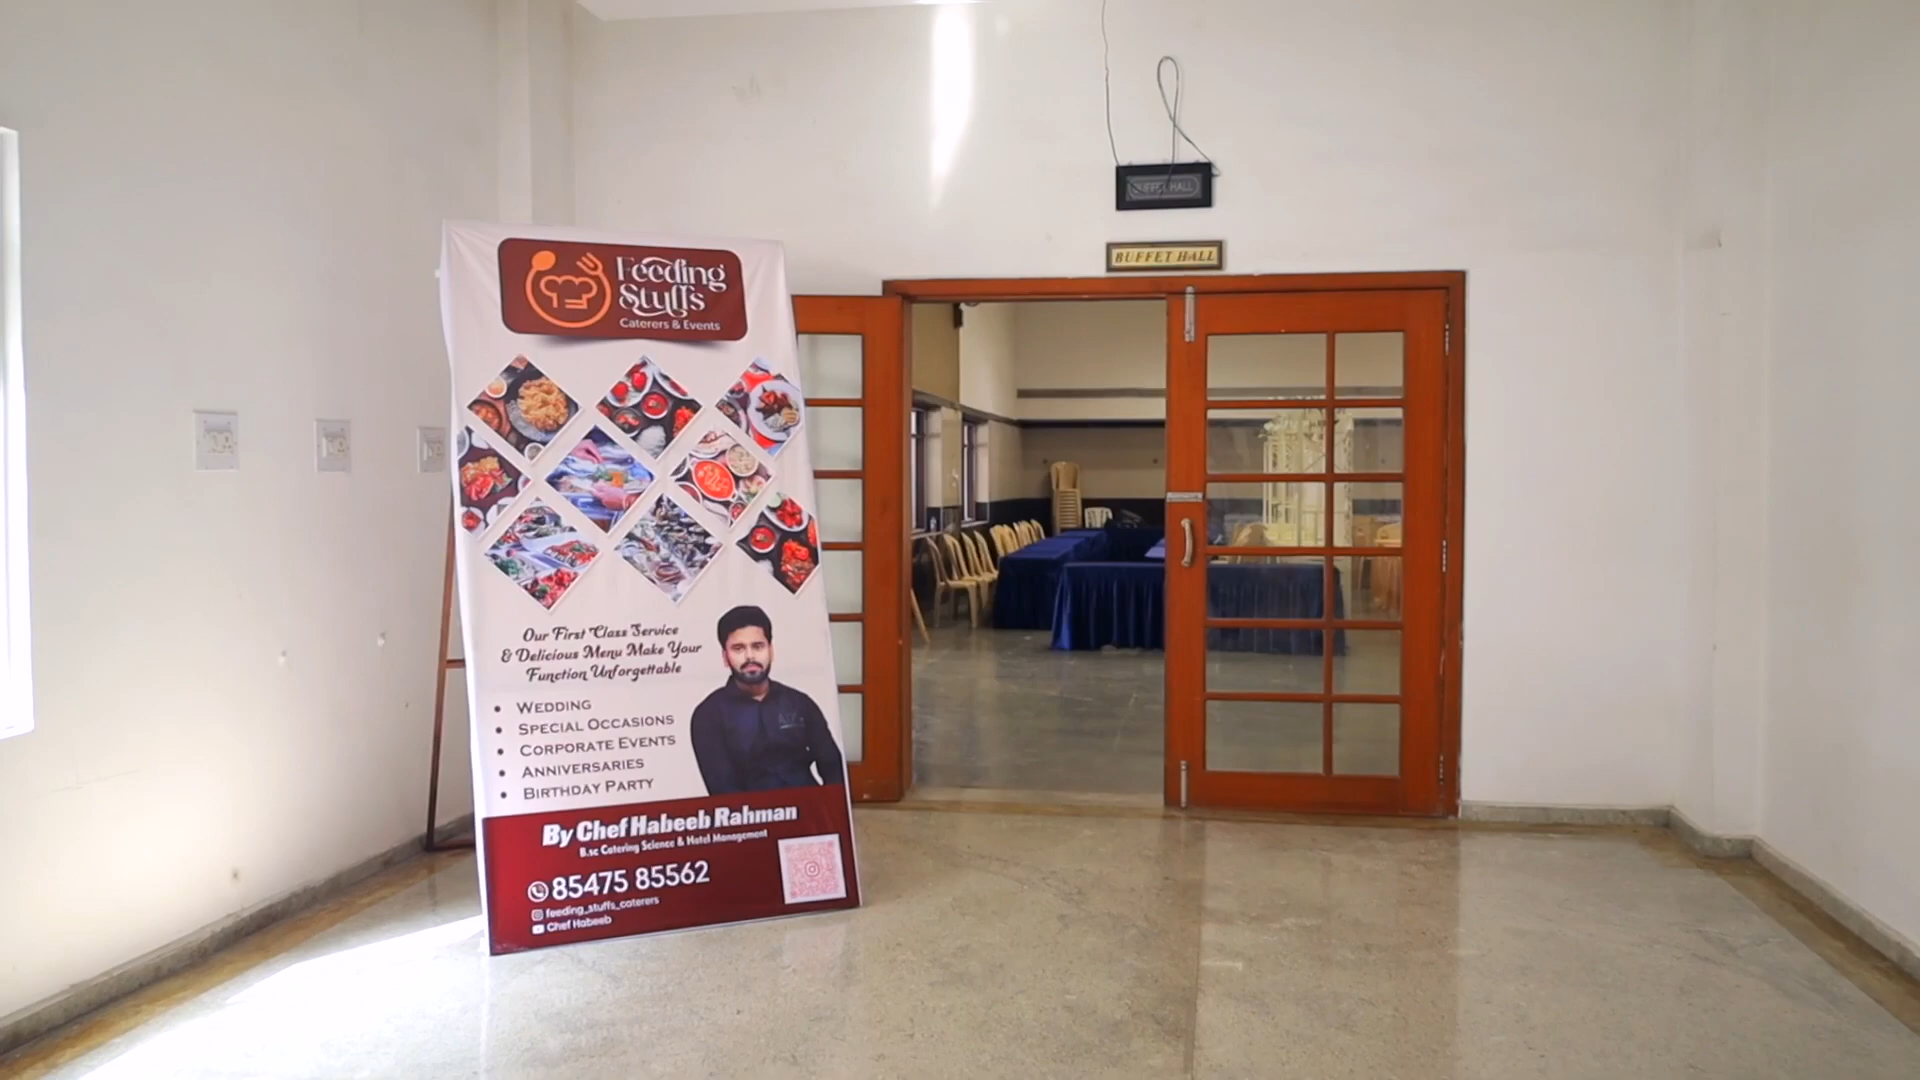 Feeding
Stuffs
Caterers & Events
Our First Class Service
& Delicious Menu Make Your
Function Unforgettable
• WEDDING
• SPECIAL OCCASIONS
• CORPORATE EVENTS
• ANNIVERSARIES
• BIRTHDAY PARTY
By Chef Habeeb Rahman
B.sc Catering Science & Hotel Management
85475 85562
feeding_stuffs_caterers
Chef Habeeb
BUFFET HALL
BUFFET HALL